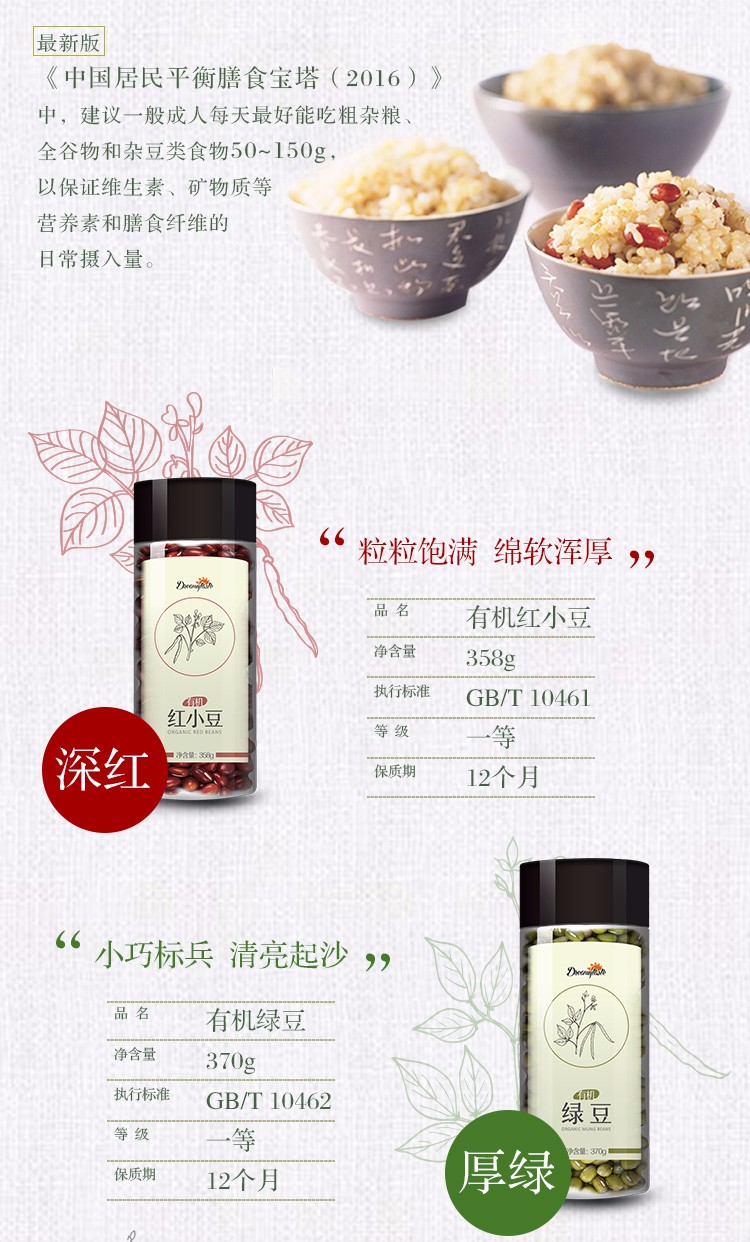 最新版
《中国居民平衡膳食宝塔（2016）》
中，建议一般成人每天最好能吃粗杂粮、
全谷物和杂豆类食物50~150g，
以保证维生素、矿物质等
营养素和膳食纤维的
日常摄入量。
“ 粒粒饱满 绵软浑厚 ”
品 名 有机红小豆
净含量 358g
执行标准 GB/T 10461
等 级 一等
保质期 12个月
有机
红小豆
ORGANIC RED BEANS
净含量: 358g
深红
“ 小巧标兵 清亮起沙 ”
品 名 有机绿豆
净含量 370g
执行标准 GB/T 10462
等 级 一等
保质期 12个月
有机
绿豆
ORGANIC MUNG BEANS
净含量: 370g
厚绿